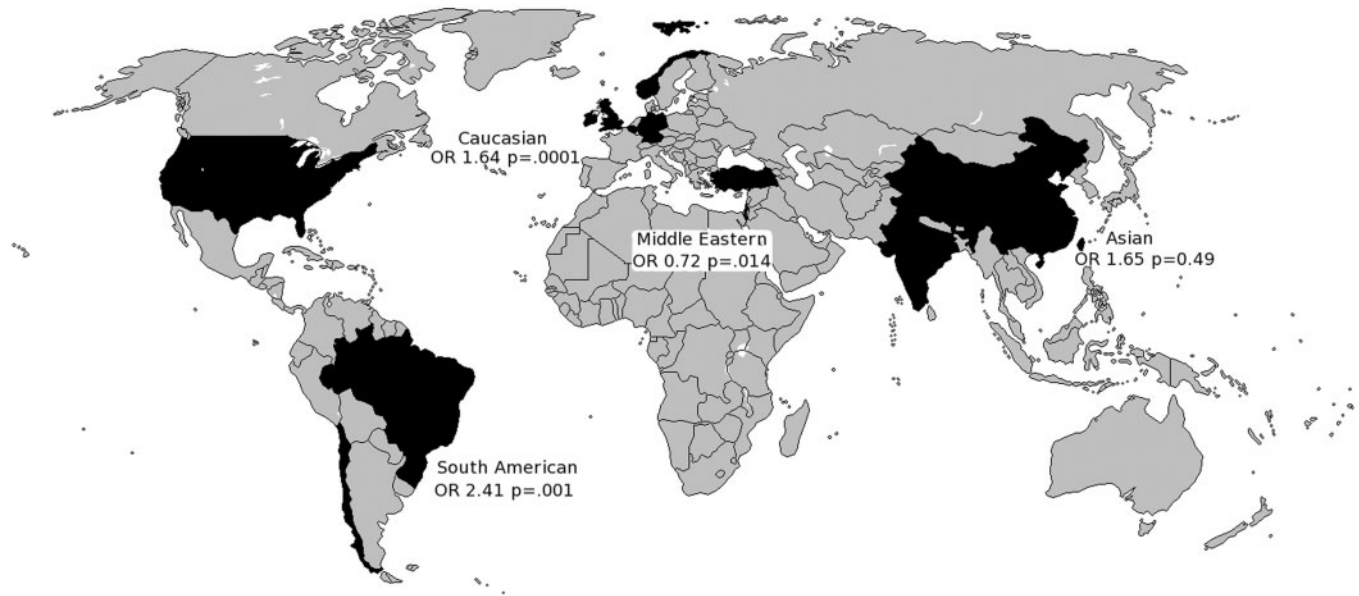 Caucasian
OR 1.64 p=.0001
Middle Eastern
OR 0.72 p=.014
Asian
OR 1.65 p=0.49
South American
OR 2.41 p=.001